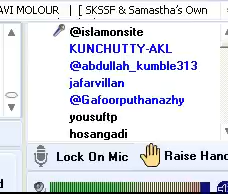 AVI MOLOUR | [ SKSSF & Samastha's Own
@islamonsite
KUNCHUTTY-AKL
@abdullah_kumble313
jafarvillan
@Gafoorputhanazhy
yousuftp
hosangadi
Lock On Mic Raise Hand